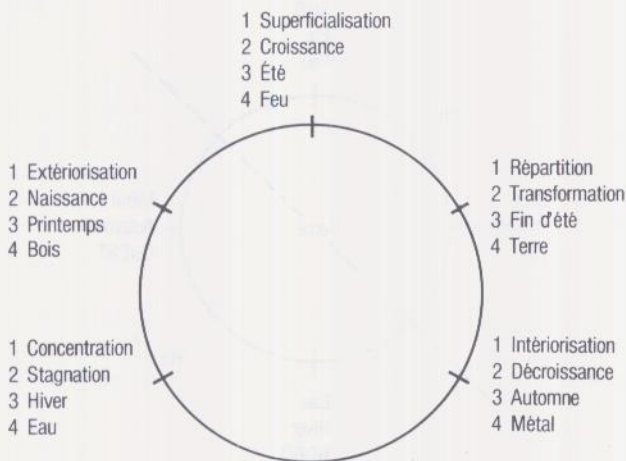 1 Superficialisation
2 Croissance
3 Été
4 Feu
1 Extériorisation
2 Naissance
3 Printemps
4 Bois
1 Répartition
2 Transformation
3 Fin d'été
4 Terre
1 Concentration
2 Stagnation
3 Hiver
4 Eau
1 Intériorisation
2 Décroissance
3 Automne
4 Métal